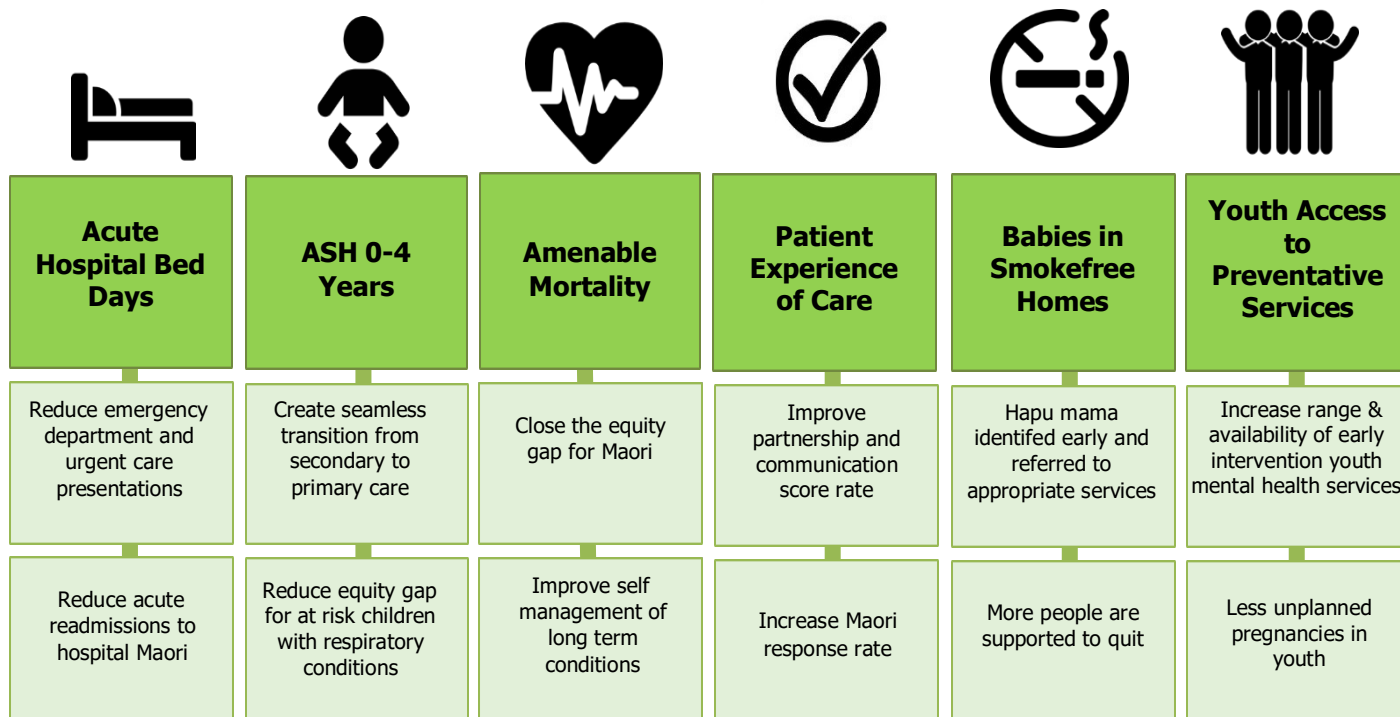 Acute
Hospital Bed
Days
ASH 0-4
Years
Amenable
Mortality
Patient
Experience
of Care
Babies in
Smokefree
Homes
Youth Access
to
Preventative
Services
Reduce emergency
department and
urgent care
presentations
Create seamless
transition from
secondary to
primary care
Close the equity
gap for Maori
Improve
partnership and
communication
score rate
Hapu mama
identifed early and
referred to
appropriate services
Increase range &
availability of early
intervention youth
mental health services
Reduce acute
readmissions to
hospital Maori
Reduce equity gap
for at risk children
with respiratory
conditions
Improve self
management of
long term
conditions
Increase Maori
response rate
More people are
supported to quit
Less unplanned
pregnancies in
youth